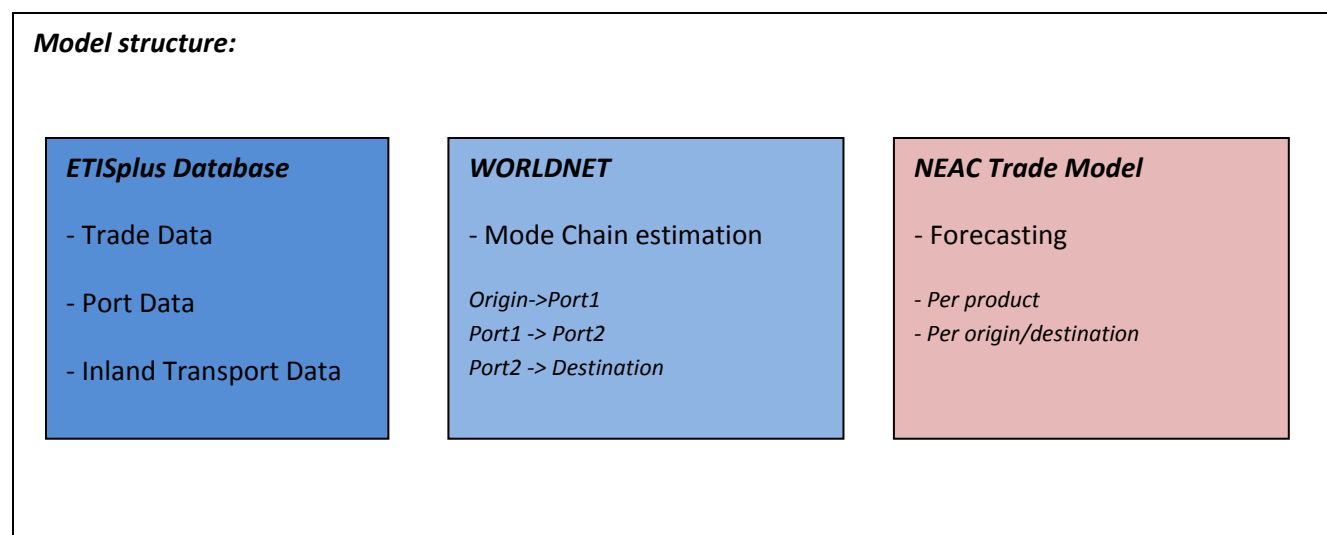 Model structure:
ETISplus Database
- Trade Data
- Port Data
- Inland Transport Data
WORLDNET
- Mode Chain estimation
Origin->Port1
Port1 -> Port2
Port2 -> Destination
NEAC Trade Model
- Forecasting
- Per product
- Per origin/destination